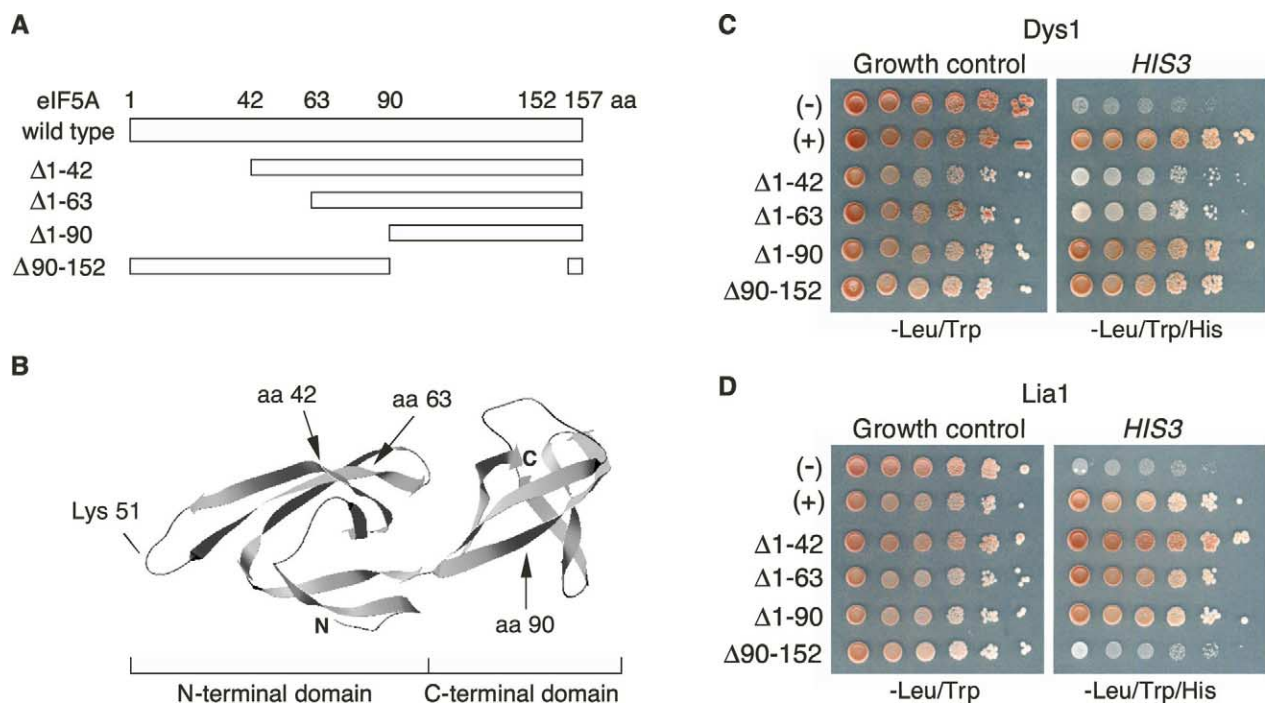 A
eIF5A 1 42 63 90 152 157 aa
wild type
Δ1-42
Δ1-63
Δ1-90
Δ90-152
B
aa 42
aa 63
Lys 51
C
N
aa 90
N-terminal domain
C-terminal domain
C
Dys1
Growth control
HIS3
(-)
(+)
Δ1-42
Δ1-63
Δ1-90
Δ90-152
-Leu/Trp
-Leu/Trp/His
D
Lia1
Growth control
HIS3
(-)
(+)
Δ1-42
Δ1-63
Δ1-90
Δ90-152
-Leu/Trp
-Leu/Trp/His